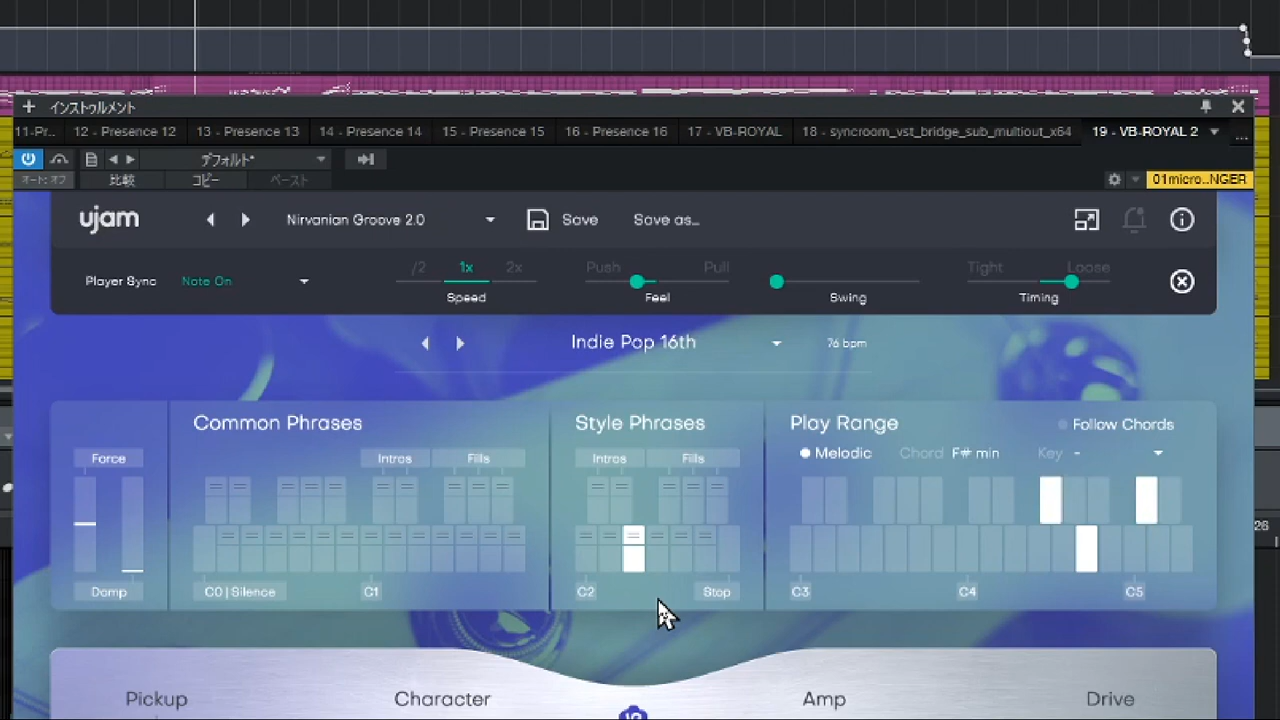 インストゥルメント
11-Pr.. 12 - Presence 12 13 - Presence 13 14 - Presence 14 15 - Presence 15 16 - Presence 16 17 - VB-ROYAL 18 - syncroom_vst_bridge_sub_multiout_x64 19 - VB-ROYAL 2 ...
デフォルト*
オート: オフ 比較 コピー ペースト 01micro..NGER
ujam Nirvanian Groove 2.0 Save Save as...
/2 1x 2x Push Pull Tight Loose
Player Sync Note On
Speed Feel Swing Timing
Indie Pop 16th 76 bpm
Common Phrases Style Phrases Play Range Follow Chords
Melodic Chord F# min Key -
Force Intros Fills Intros Fills
26
Damp C0 | Silence C1 C2 Stop C3 C4 C5
Pickup Character Amp Drive